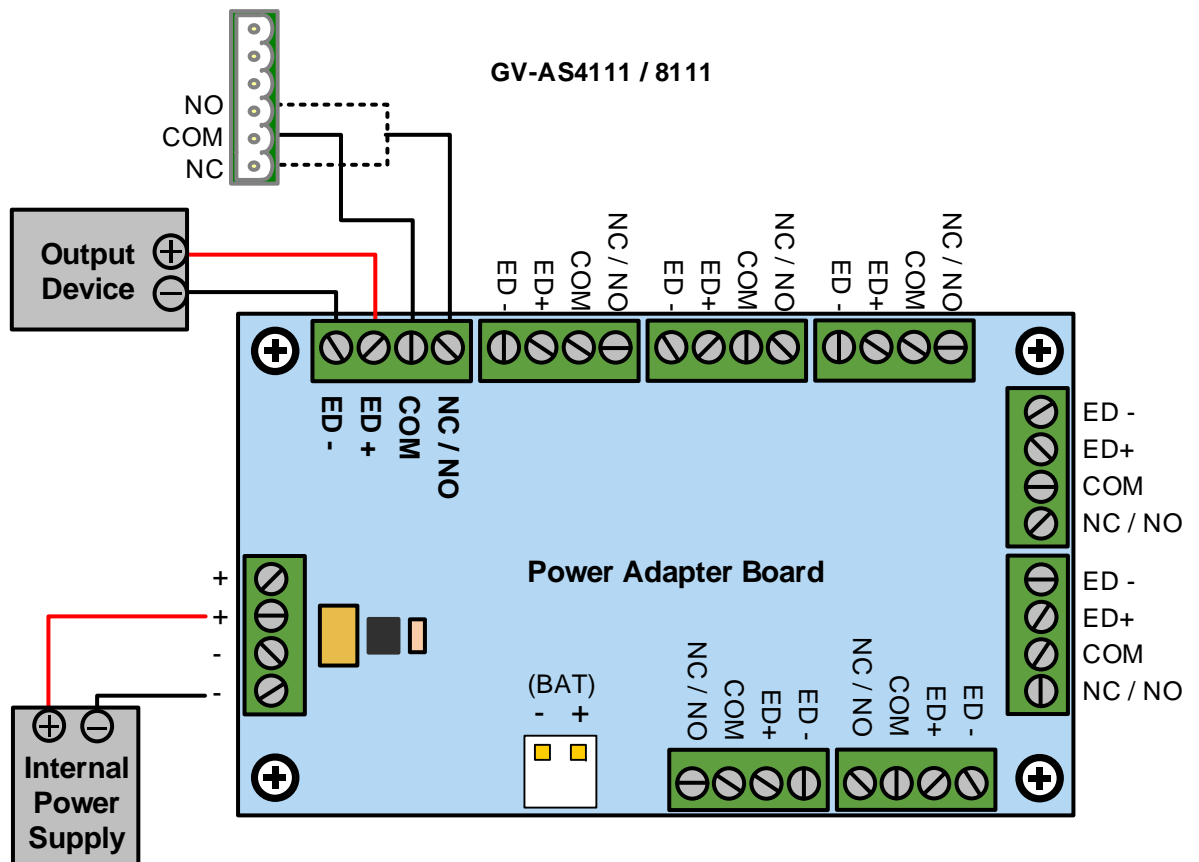 GV-AS4111 / 8111
NO
COM
NC
Output
Device
ED -
ED+
COM
NC / NO
ED -
ED+
COM
NC / NO
ED -
ED+
COM
NC / NO
ED -
ED +
COM
NC / NO
ED -
ED+
COM
NC / NO
Power Adapter Board
+
+
-
-
ED -
ED+
COM
NC / NO
(BAT)
- +
NC / NO
COM
ED+
ED -
NC / NO
COM
ED+
ED -
Internal
Power
Supply